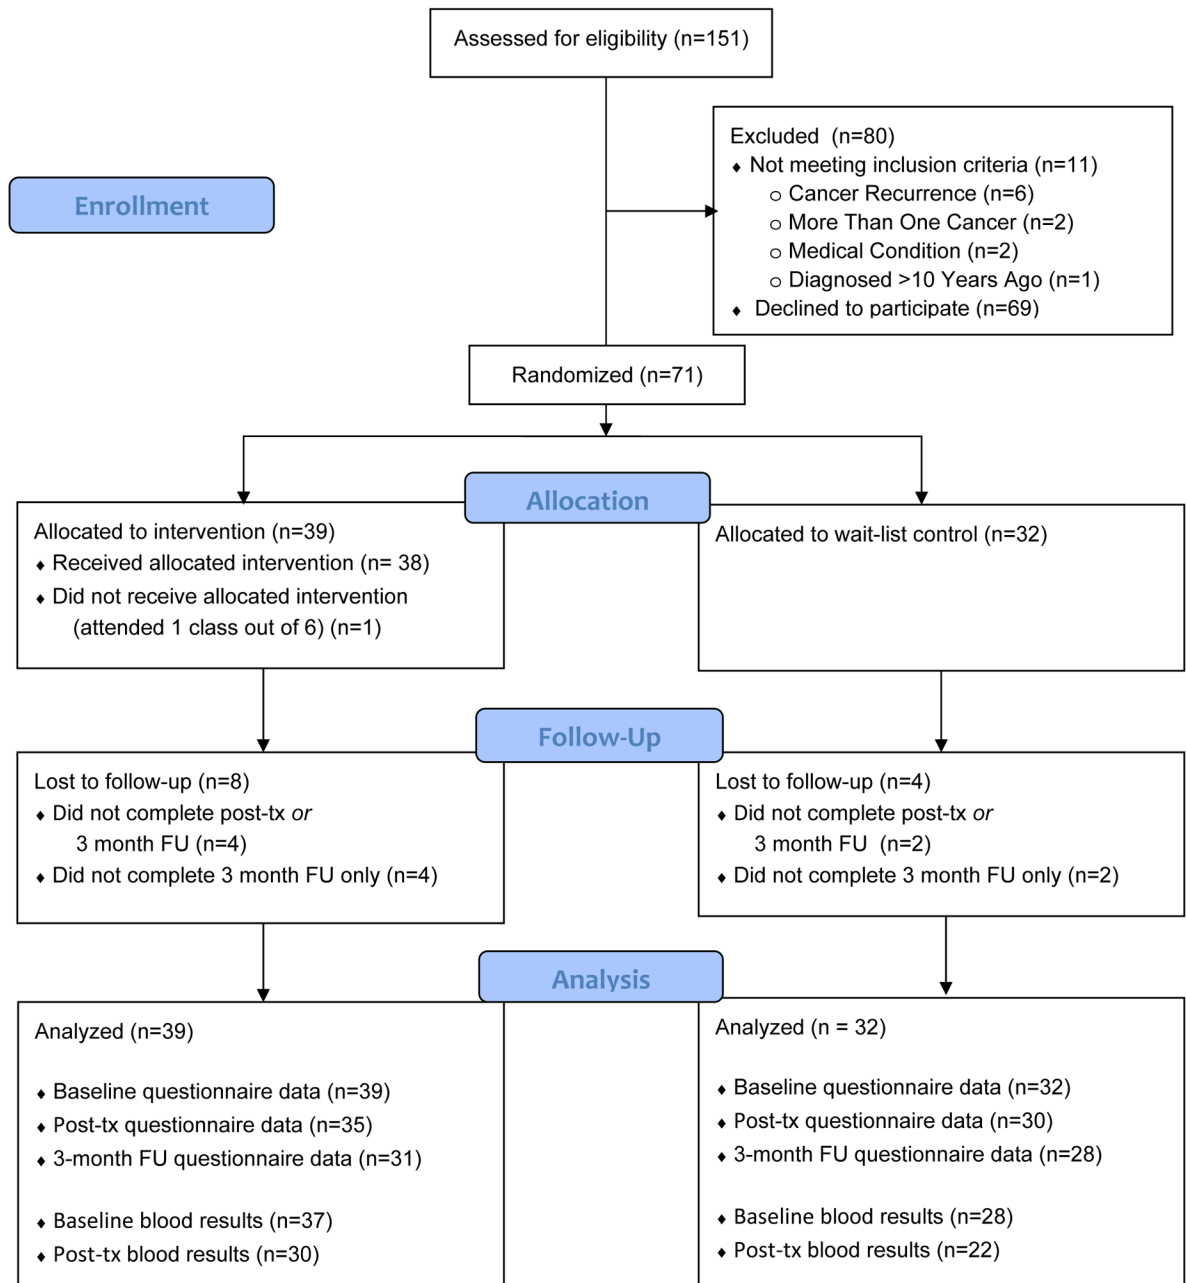 Assessed for eligibility (n=151)
Excluded (n=80)
⬧ Not meeting inclusion criteria (n=11)
o Cancer Recurrence (n=6)
o More Than One Cancer (n=2)
o Medical Condition (n=2)
o Diagnosed >10 Years Ago (n=1)
⬧ Declined to participate (n=69)
Enrollment
Randomized (n=71)
Allocation
Allocated to intervention (n=39)
⬧ Received allocated intervention (n= 38)
⬧ Did not receive allocated intervention
(attended 1 class out of 6) (n=1)
Allocated to wait-list control (n=32)
Follow-Up
Lost to follow-up (n=8)
⬧ Did not complete post-tx or
3 month FU (n=4)
⬧ Did not complete 3 month FU only (n=4)
Lost to follow-up (n=4)
⬧ Did not complete post-tx or
3 month FU (n=2)
⬧ Did not complete 3 month FU only (n=2)
Analysis
Analyzed (n=39)
⬧ Baseline questionnaire data (n=39)
⬧ Post-tx questionnaire data (n=35)
⬧ 3-month FU questionnaire data (n=31)
⬧ Baseline blood results (n=37)
⬧ Post-tx blood results (n=30)
Analyzed (n = 32)
⬧ Baseline questionnaire data (n=32)
⬧ Post-tx questionnaire data (n=30)
⬧ 3-month FU questionnaire data (n=28)
⬧ Baseline blood results (n=28)
⬧ Post-tx blood results (n=22)